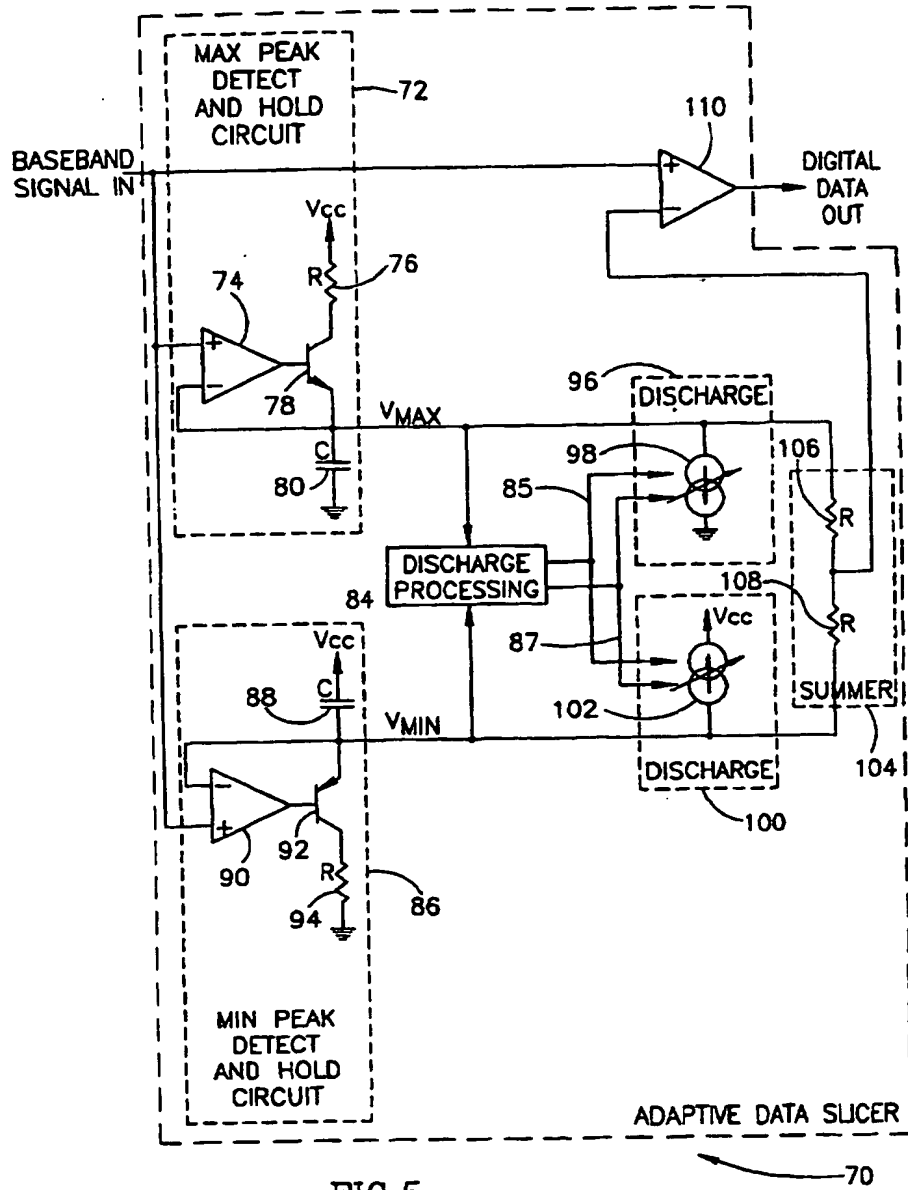 MAX PEAK
DETECT
AND HOLD
CIRCUIT
72
110
BASEBAND
SIGNAL IN
+
−
DIGITAL
DATA
OUT
Vcc
R
76
74
+
−
78
VMAX
C
80
96
DISCHARGE
98
106
R
85
DISCHARGE
PROCESSING
84
108
R
87
Vcc
102
SUMMER
104
DISCHARGE
100
Vcc
C
88
VMIN
−
+
90
92
R
94
86
MIN PEAK
DETECT
AND HOLD
CIRCUIT
ADAPTIVE DATA SLICER
70